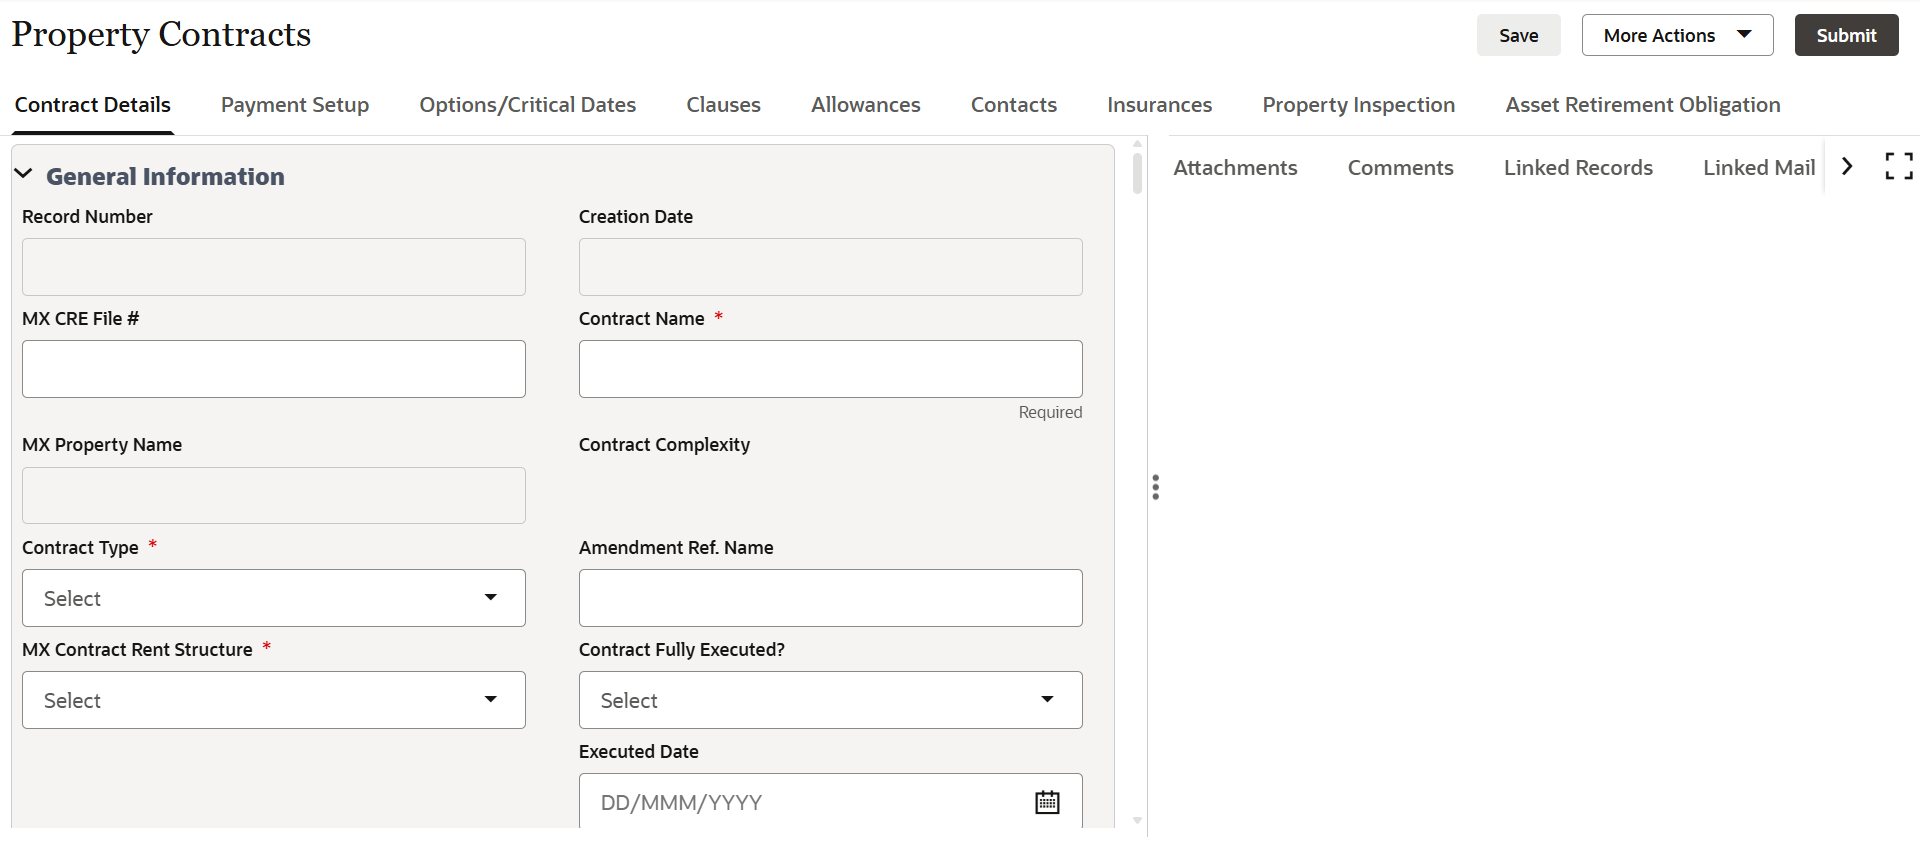 Property Contracts
Save
More Actions
Submit
Contract Details
Payment Setup
Options/Critical Dates
Clauses
Allowances
Contacts
Insurances
Property Inspection
Asset Retirement Obligation
General Information
Record Number
Creation Date
MX CRE File #
Contract Name *
Required
MX Property Name
Contract Complexity
Contract Type *
Select
Amendment Ref. Name
MX Contract Rent Structure *
Select
Contract Fully Executed?
Select
Executed Date
DD/MMM/YYYY
Attachments
Comments
Linked Records
Linked Mail